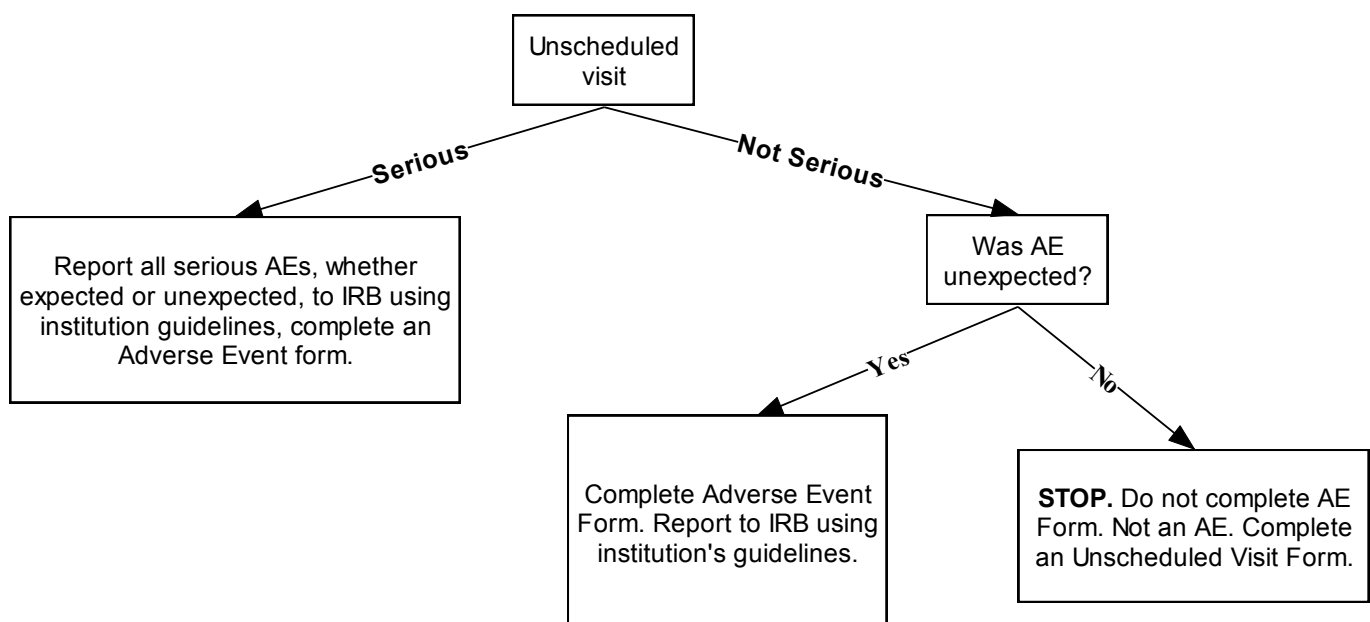 Unscheduled
visit
Serious
Not Serious
Report all serious AEs, whether
expected or unexpected, to IRB using
institution guidelines, complete an
Adverse Event form.
Was AE
unexpected?
Yes
No
Complete Adverse Event
Form. Report to IRB using
institution's guidelines.
STOP. Do not complete AE
Form. Not an AE. Complete
an Unscheduled Visit Form.